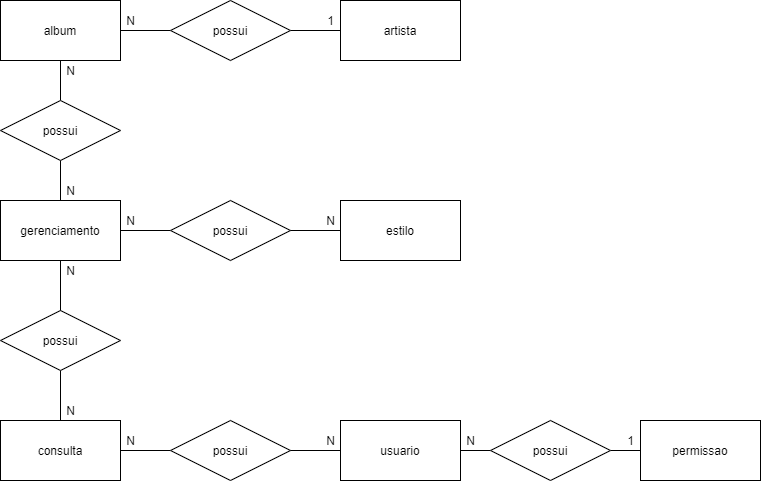 album
N
possui
1
artista
N
possui
N
gerenciamento
N
possui
N
estilo
N
possui
N
consulta
N
possui
N
usuario
N
possui
1
permissao